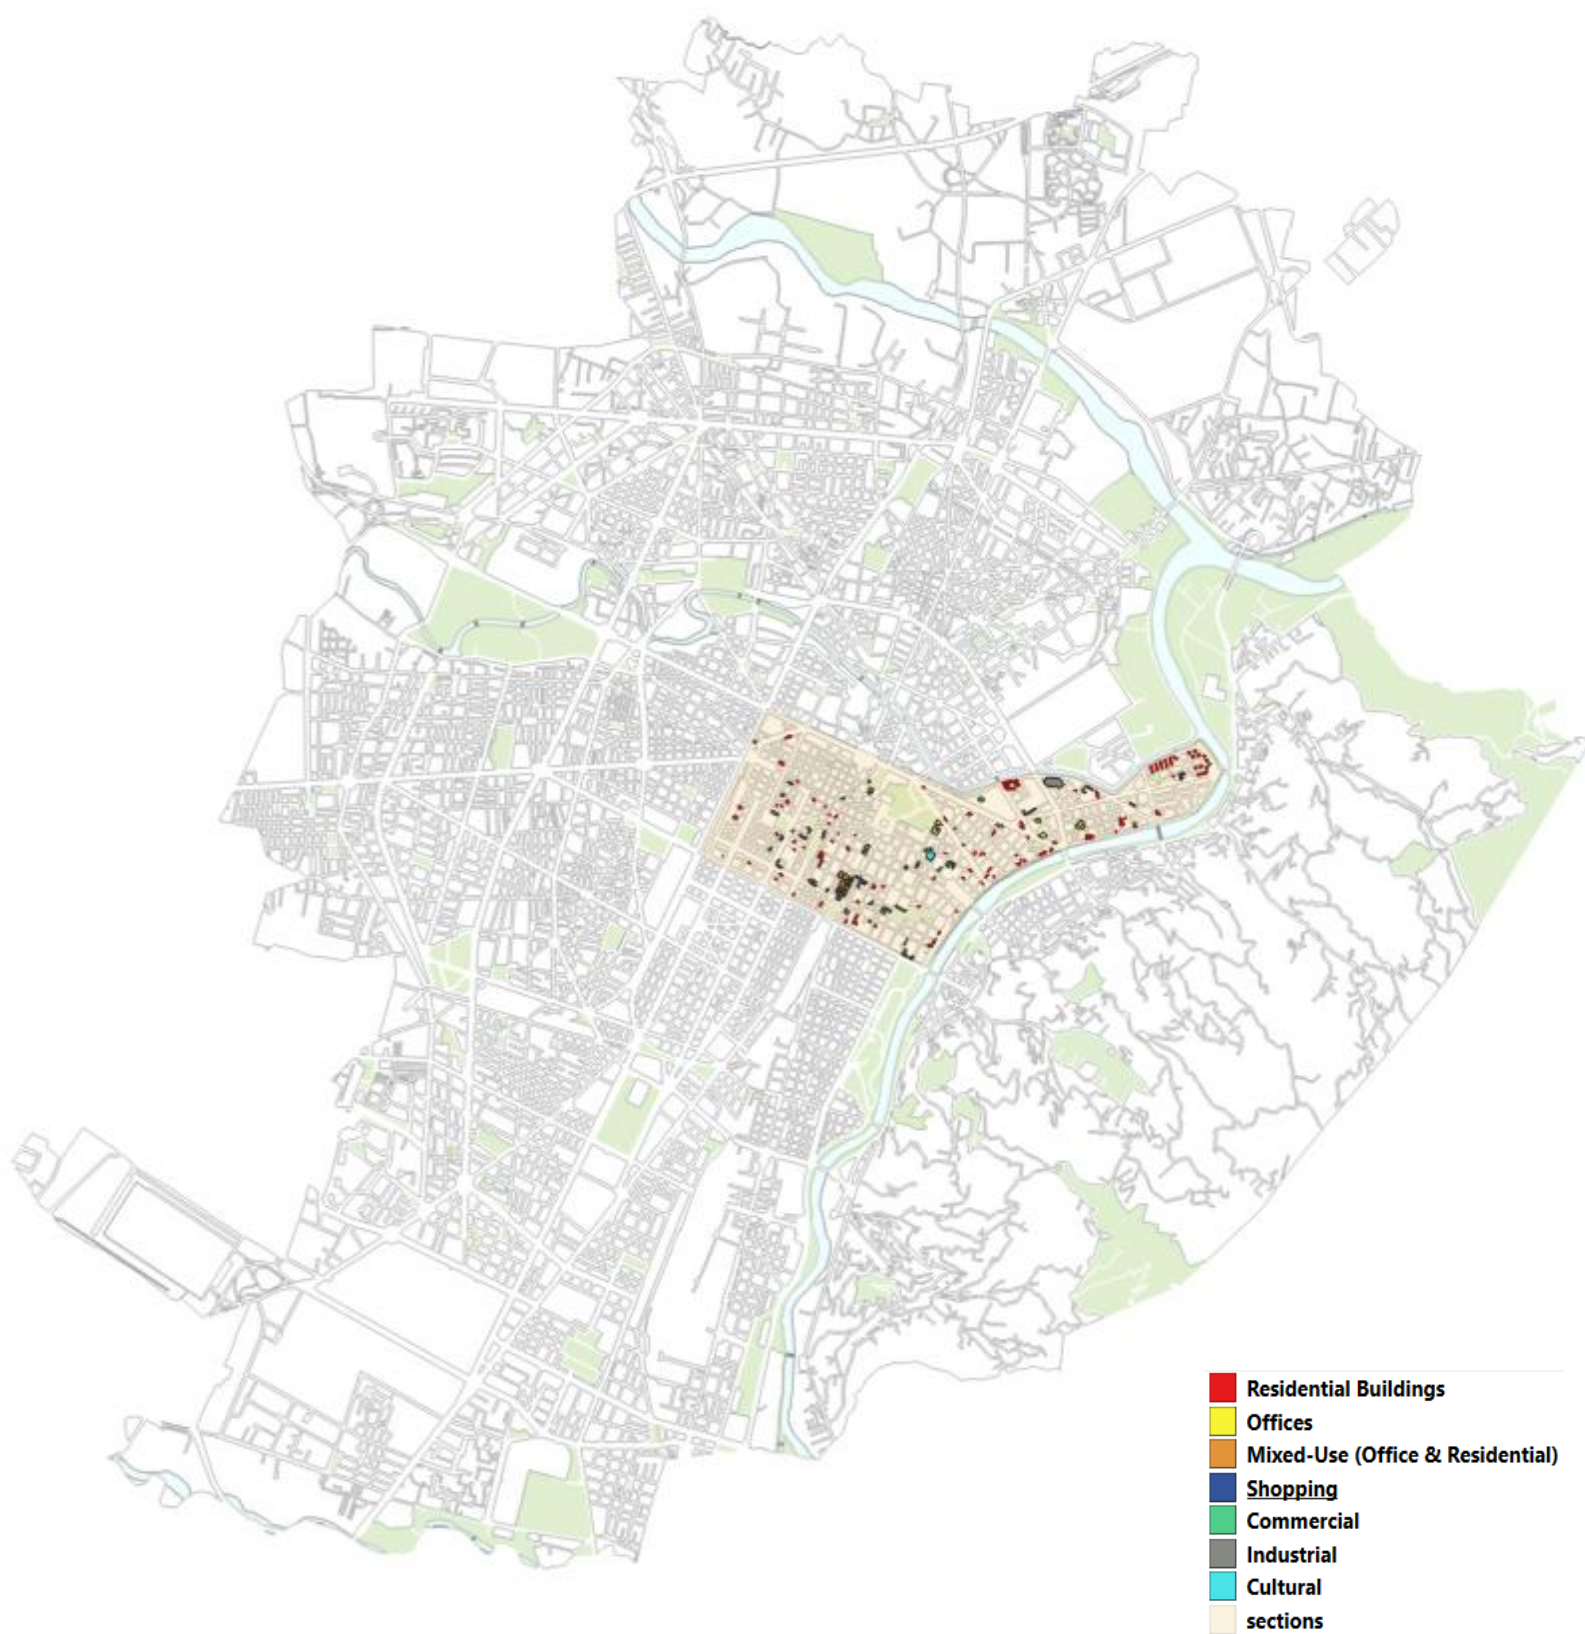 Residential Buildings
Offices
Mixed-Use (Office & Residential)
Shopping
Commercial
Industrial
Cultural
sections